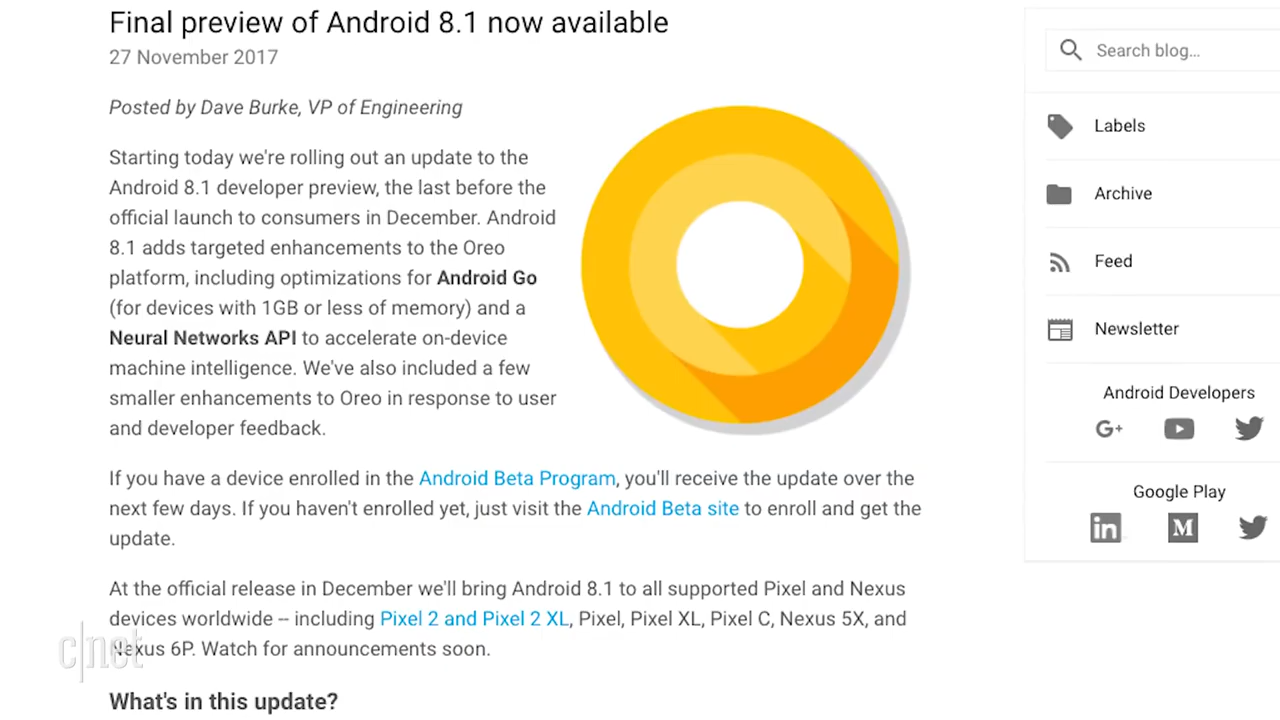 Final preview of Android 8.1 now available
27 November 2017
Posted by Dave Burke, VP of Engineering
Starting today we're rolling out an update to the
Android 8.1 developer preview, the last before the
official launch to consumers in December. Android
8.1 adds targeted enhancements to the Oreo
platform, including optimizations for Android Go
(for devices with 1GB or less of memory) and a
Neural Networks API to accelerate on-device
machine intelligence. We've also included a few
smaller enhancements to Oreo in response to user
and developer feedback.
If you have a device enrolled in the Android Beta Program, you'll receive the update over the
next few days. If you haven't enrolled yet, just visit the Android Beta site to enroll and get the
update.
At the official release in December we'll bring Android 8.1 to all supported Pixel and Nexus
devices worldwide -- including Pixel 2 and Pixel 2 XL, Pixel, Pixel XL, Pixel C, Nexus 5X, and
Nexus 6P. Watch for announcements soon.
What's in this update?
Search blog...
Labels
Archive
Feed
Newsletter
Android Developers
G+
Google Play
in
M
c|net